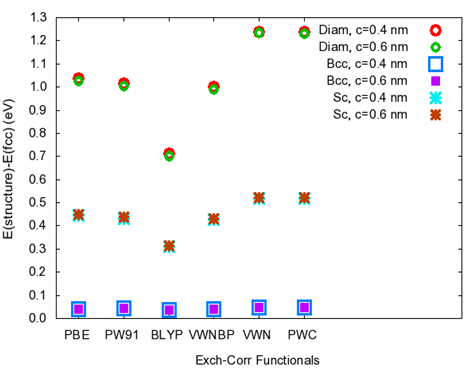 1.3
1.2
1.1
1.0
0.9
0.8
0.7
0.6
0.5
0.4
0.3
0.2
0.1
0.0
E(structure)-E(fcc) (eV)
Diam, c=0.4 nm
Diam, c=0.6 nm
Bcc, c=0.4 nm
Bcc, c=0.6 nm
Sc, c=0.4 nm
Sc, c=0.6 nm
PBE PW91 BLYP VWNBP VWN PWC
Exch-Corr Functionals